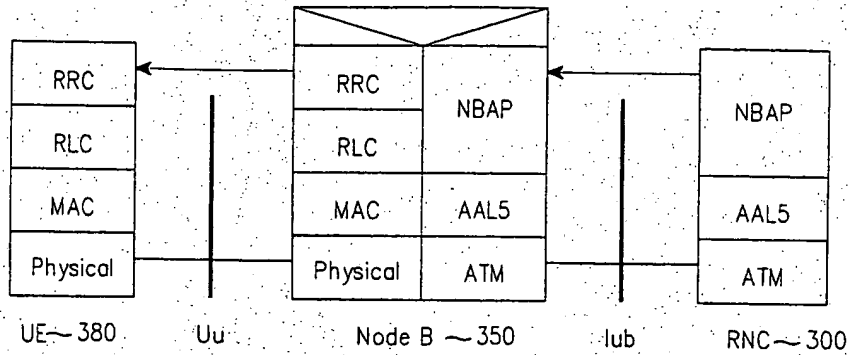 RRC
RLC
MAC
Physical
UE~380
Uu
RRC
RLC
MAC
Physical
NBAP
AAL5
ATM
Node B ~350
Iub
NBAP
AAL5
ATM
RNC~300